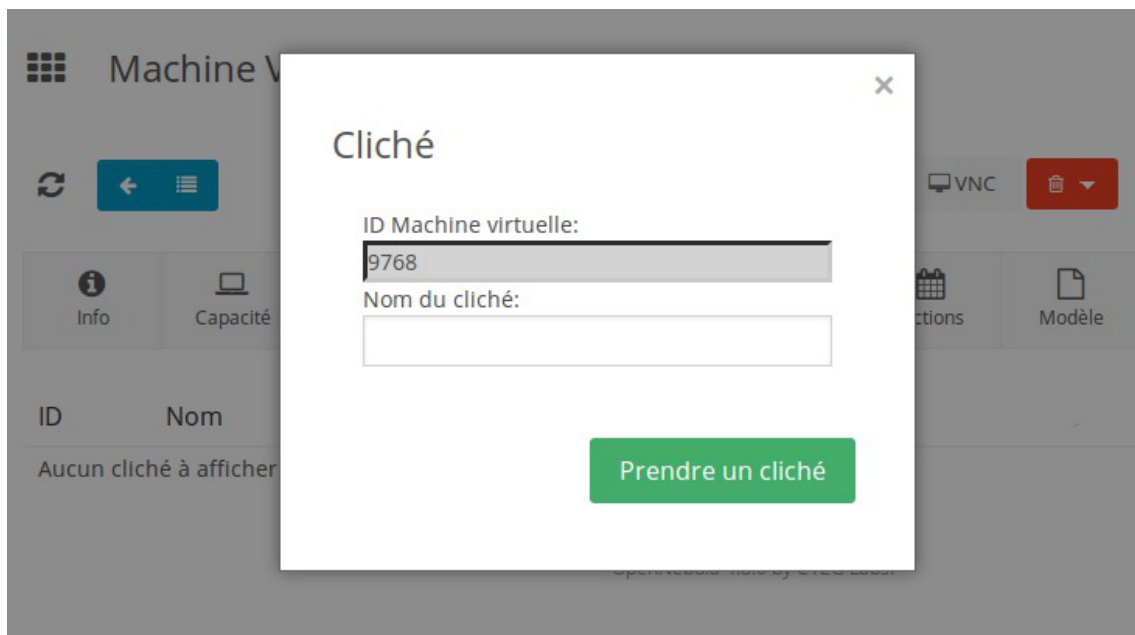 Machine V
Cliché
VNC
ID Machine virtuelle:
9768
Nom du cliché:
Info
Capacité
ctions
Modèle
ID
Nom
Aucun cliché à afficher
Prendre un cliché